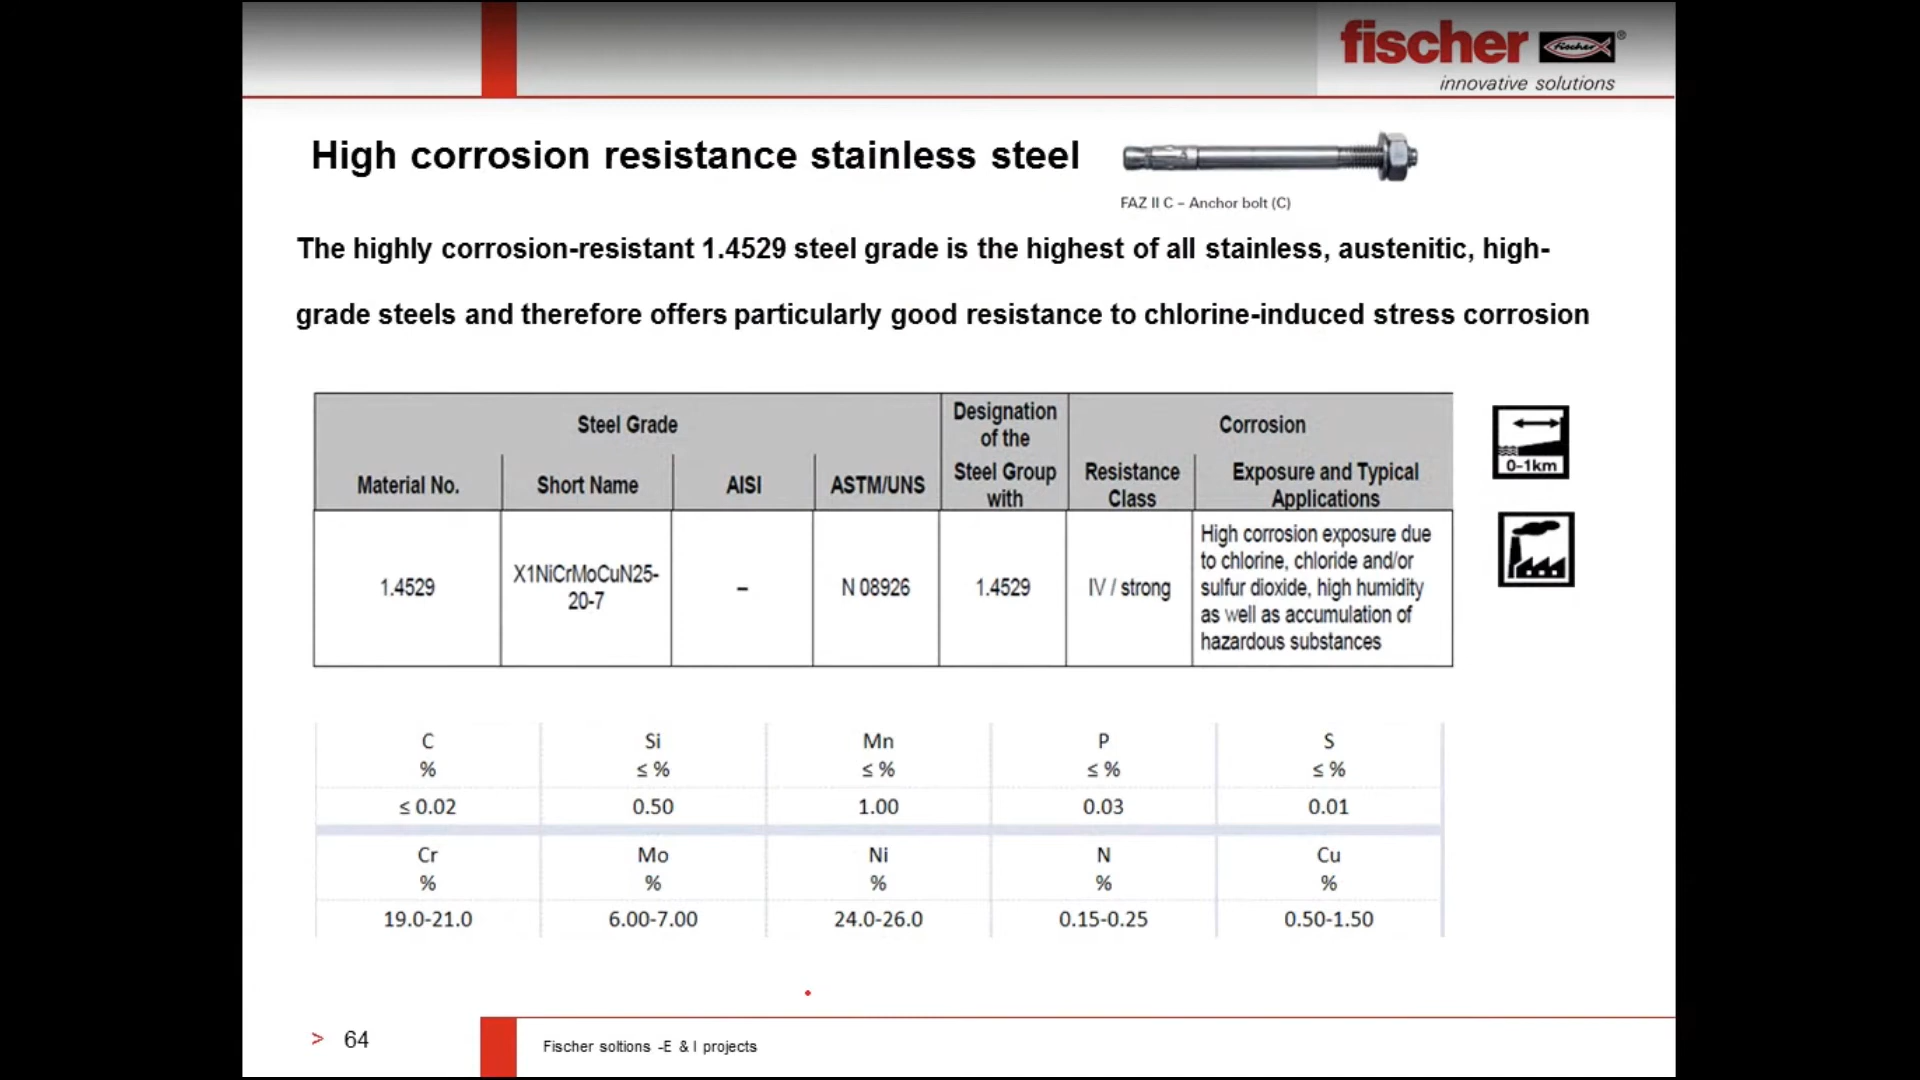 fischer
fischer ®
innovative solutions
High corrosion resistance stainless steel
FAZ II C – Anchor bolt (C)
The highly corrosion-resistant 1.4529 steel grade is the highest of all stainless, austenitic, high-
grade steels and therefore offers particularly good resistance to chlorine-induced stress corrosion
Steel Grade
Designation
of the
Steel Group
with
Corrosion
Material No.
Short Name
AISI
ASTM/UNS
Resistance
Class
Exposure and Typical
Applications
1.4529
X1NiCrMoCuN25-
20-7
–
N 08926
1.4529
IV / strong
High corrosion exposure due
to chlorine, chloride and/or
sulfur dioxide, high humidity
as well as accumulation of
hazardous substances
0-1km
C Si Mn P S
% ≤ % ≤ % ≤ % ≤ %
≤ 0.02 0.50 1.00 0.03 0.01
Cr Mo Ni N Cu
% % % % %
19.0-21.0 6.00-7.00 24.0-26.0 0.15-0.25 0.50-1.50
> 64
Fischer soltions -E & I projects